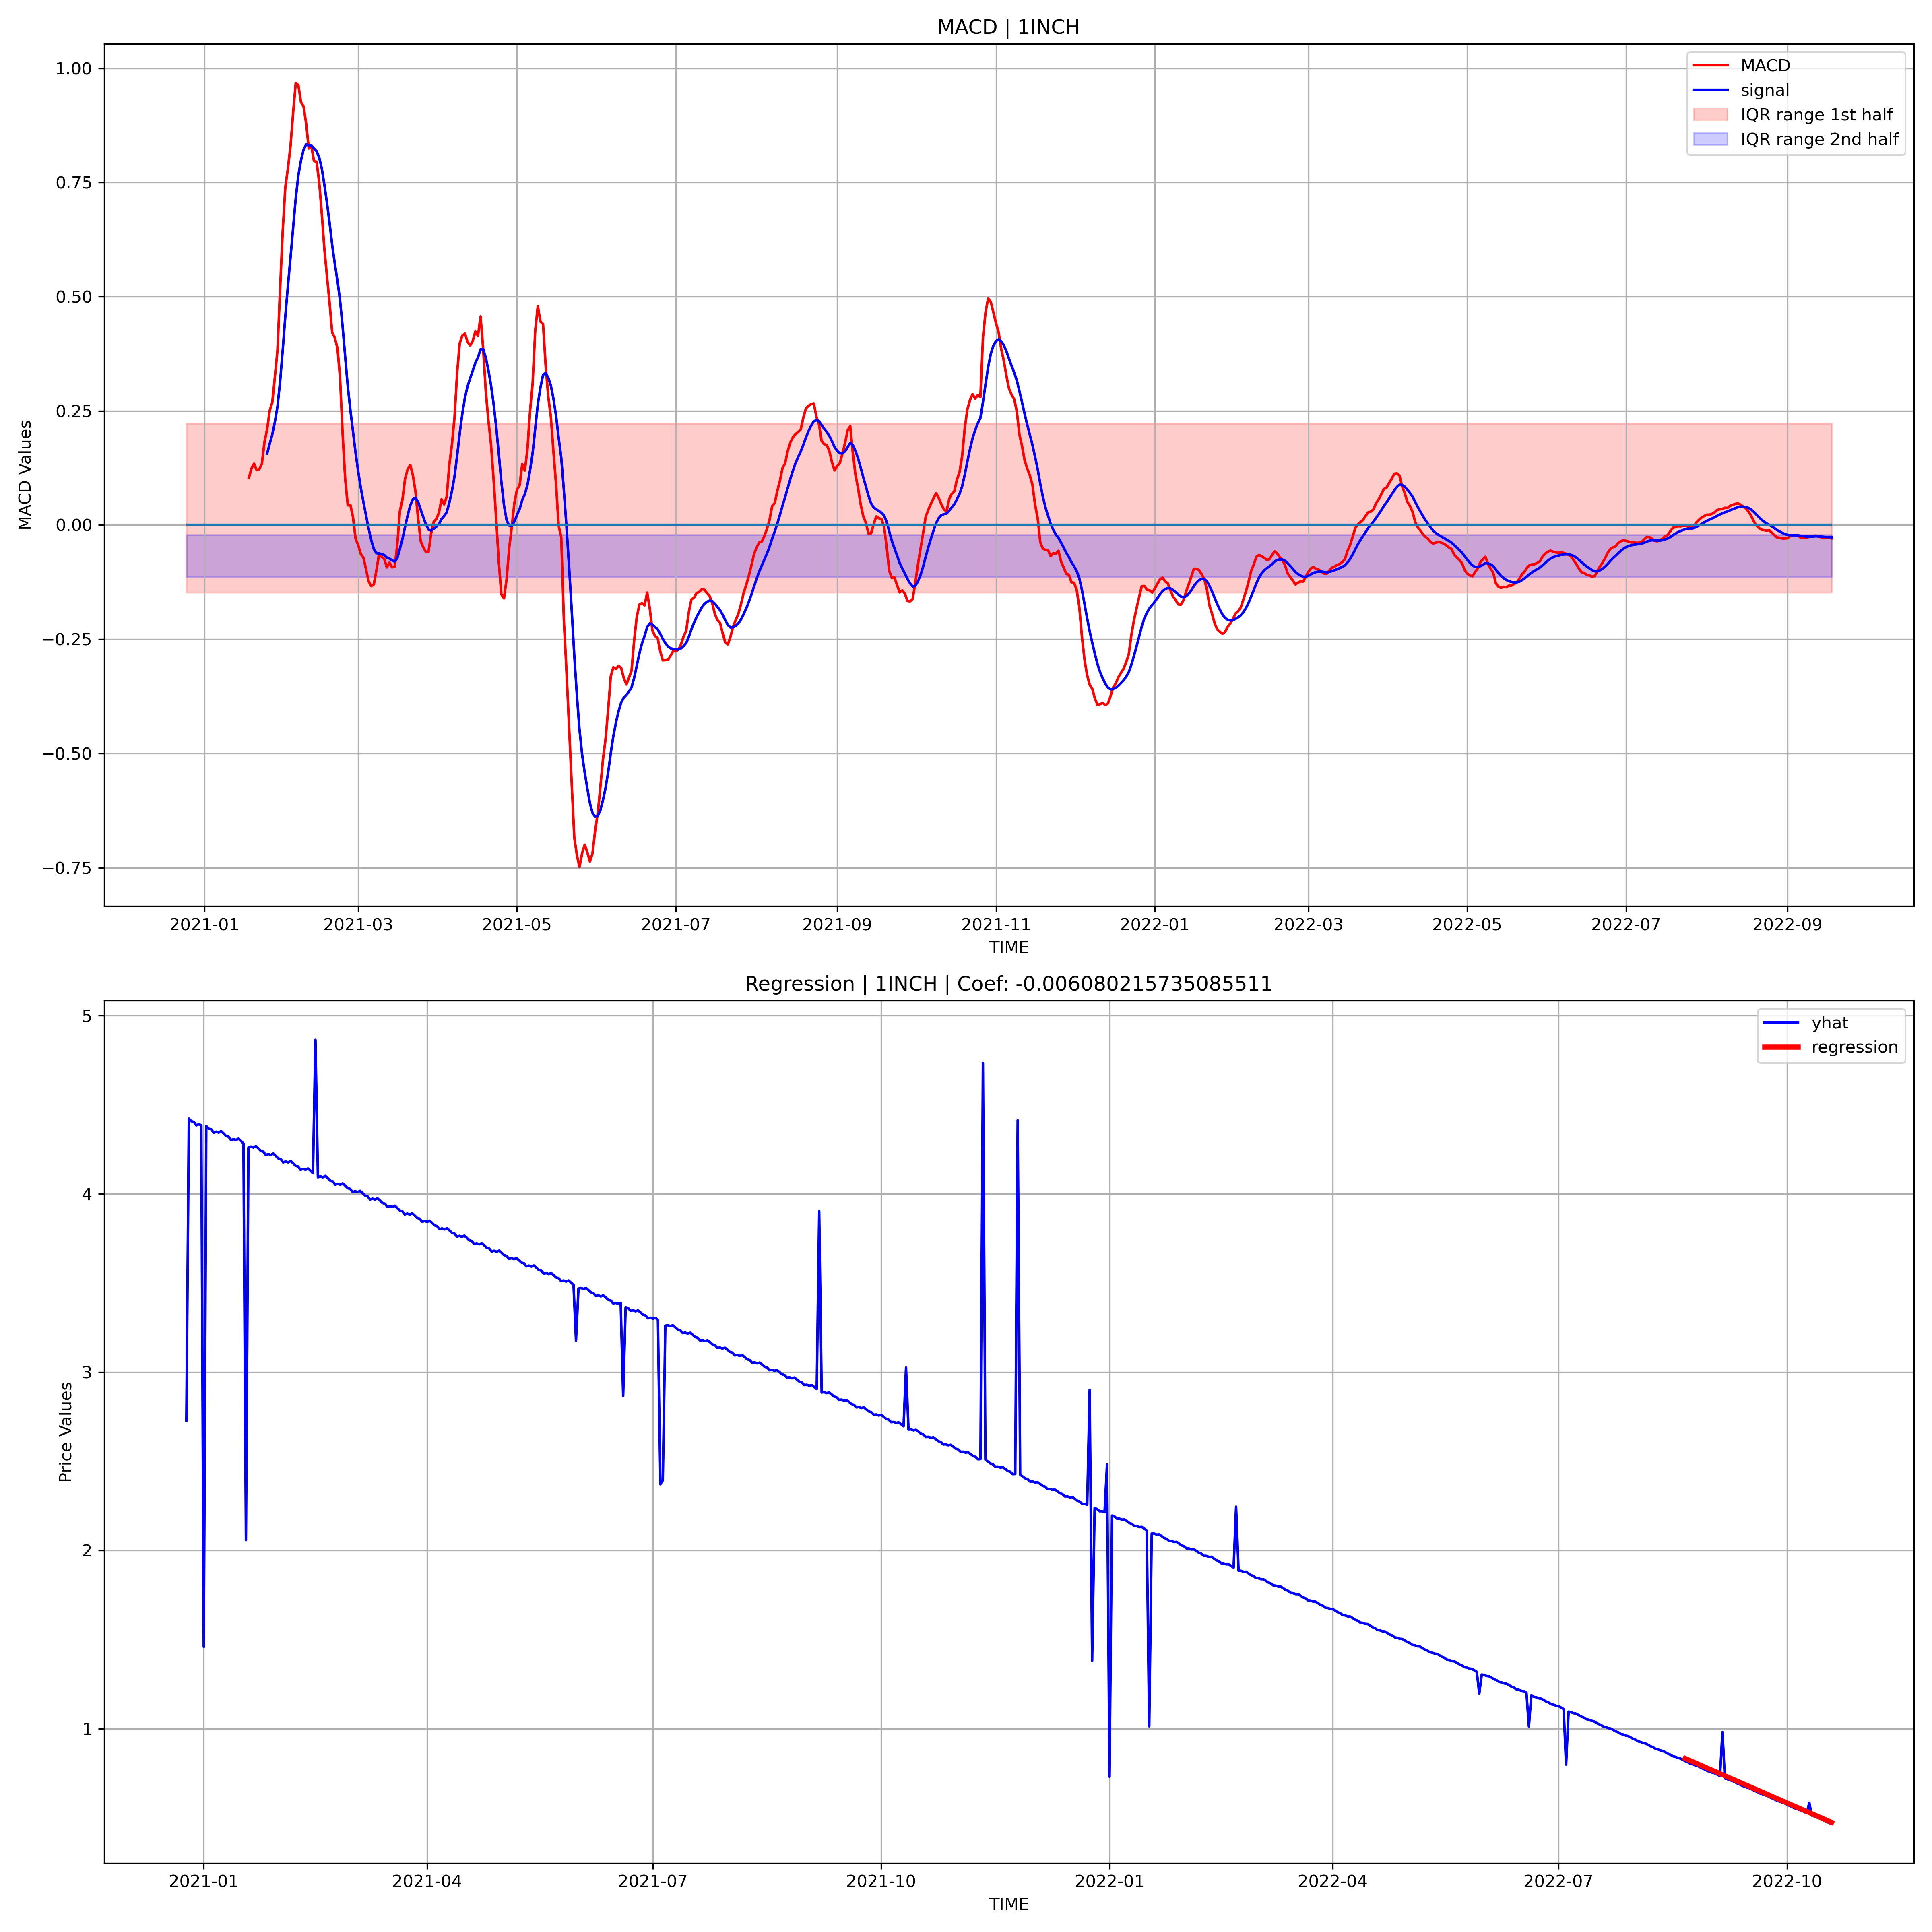 MACD | 1INCH
MACD
signal
IQR range 1st half
IQR range 2nd half
MACD Values
1.00
0.75
0.50
0.25
0.00
−0.25
−0.50
−0.75
2021-01 2021-03 2021-05 2021-07 2021-09 2021-11 2022-01 2022-03 2022-05 2022-07 2022-09
TIME
Regression | 1INCH | Coef: -0.006080215735085511
yhat
regression
Price Values
5
4
3
2
1
2021-01 2021-04 2021-07 2021-10 2022-01 2022-04 2022-07 2022-10
TIME